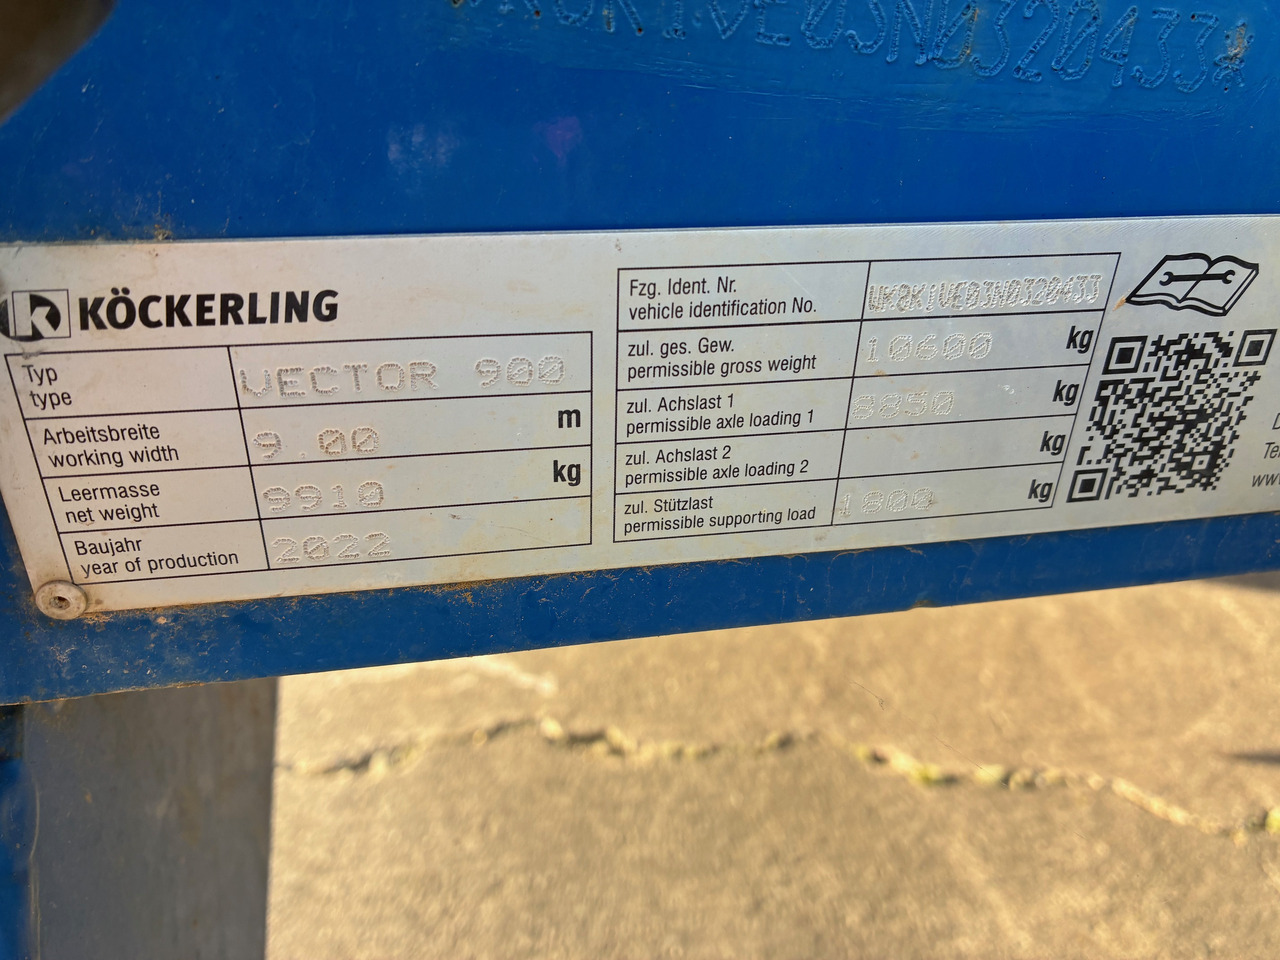 03N0320433*
KÖCKERLING
Typ
type
VECTOR 900
Arbeitsbreite
working width
9.00 m
Leermasse
net weight
9910 kg
Baujahr
year of production
2022
Fzg. Ident. Nr.
vehicle identification No.
WK0K1VE03N0320433
zul. ges. Gew.
permissible gross weight
10600 kg
zul. Achslast 1
permissible axle loading 1
8850 kg
zul. Achslast 2
permissible axle loading 2
kg
zul. Stützlast
permissible supporting load
1800 kg